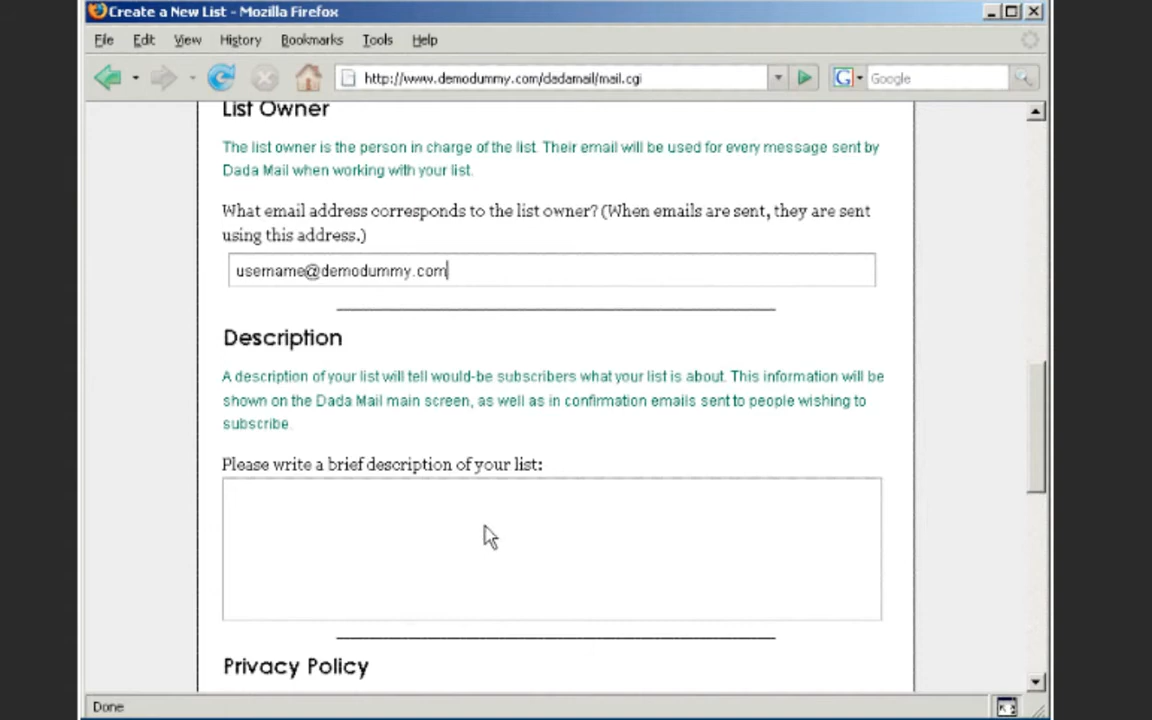 Create a New List - Mozilla Firefox
File Edit View History Bookmarks Tools Help
http://www.demodummy.com/dadamail/mail.cgi
G Google
List Owner
The list owner is the person in charge of the list. Their email will be used for every message sent by
Dada Mail when working with your list.
What email address corresponds to the list owner? (When emails are sent, they are sent
using this address.)
username@demodummy.com
Description
A description of your list will tell would-be subscribers what your list is about. This information will be
shown on the Dada Mail main screen, as well as in confirmation emails sent to people wishing to
subscribe.
Please write a brief description of your list:
Privacy Policy
Done